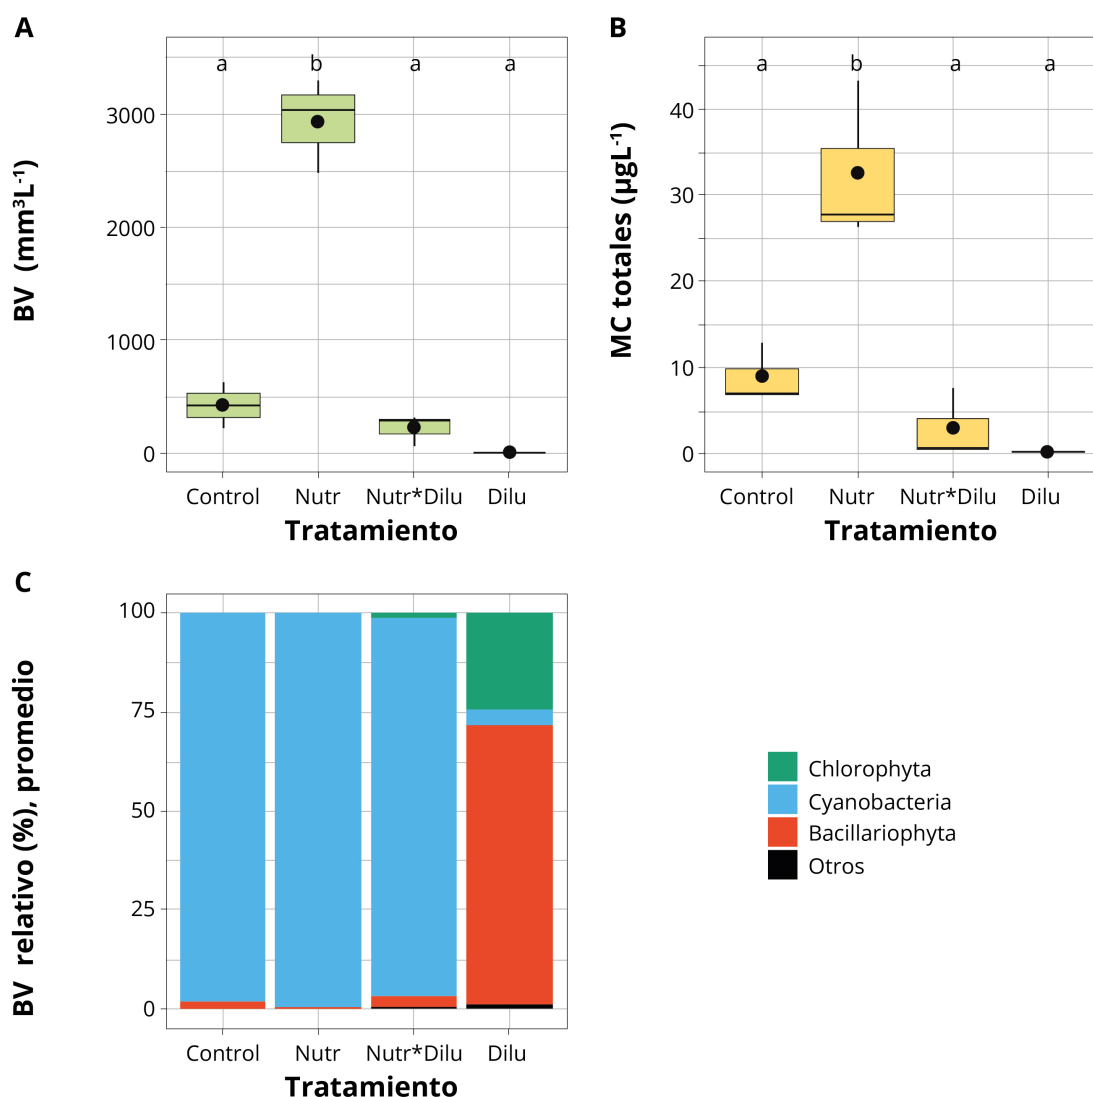 A
BV (mm³L⁻¹)
a b a a
3000
2000
1000
0
Control Nutr Nutr*Dilu Dilu
Tratamiento
B
MC totales (µgL⁻¹)
a b a a
40
30
20
10
0
Control Nutr Nutr*Dilu Dilu
Tratamiento
C
BV relativo (%), promedio
100
75
50
25
0
Control Nutr Nutr*Dilu Dilu
Tratamiento
Chlorophyta
Cyanobacteria
Bacillariophyta
Otros